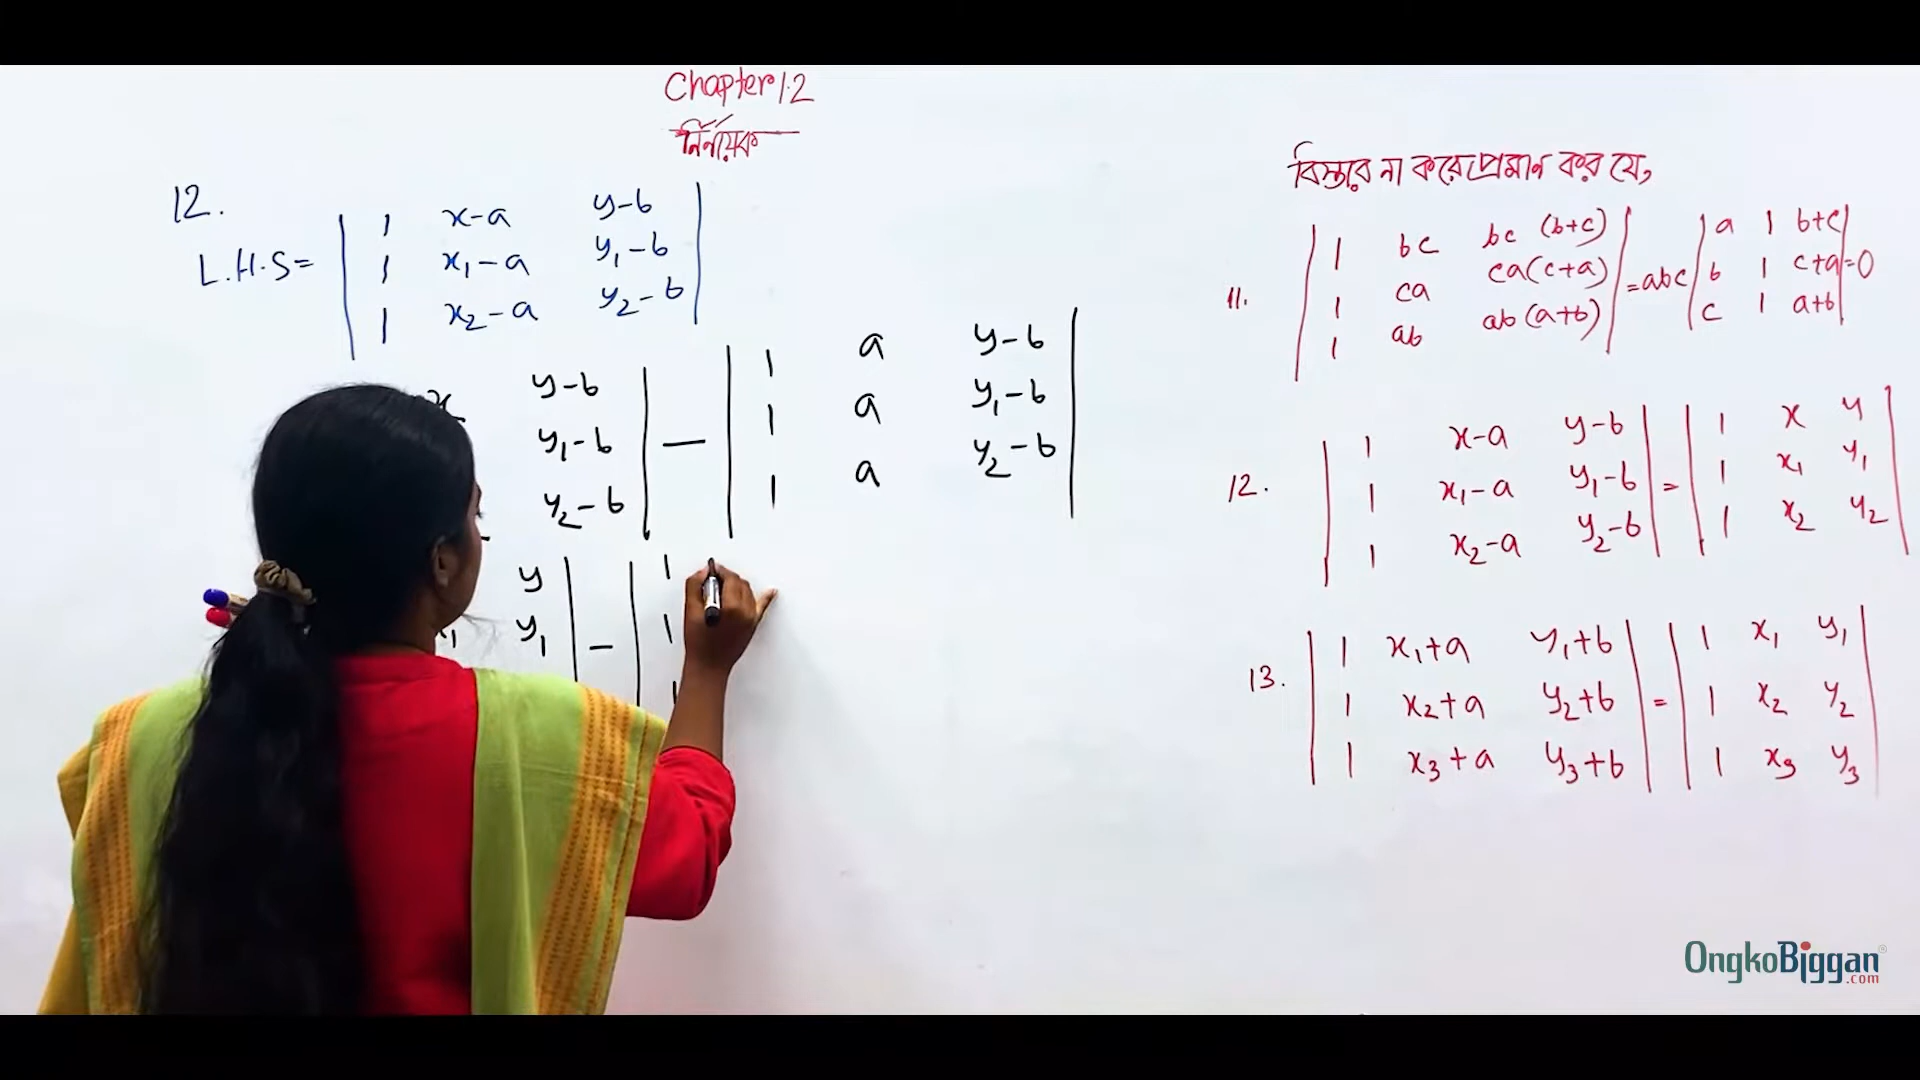 Chapter 1.2
নির্ণায়ক
12.
L.H.S = | 1 x-a y-b |
| 1 x₁-a y₁-b |
| 1 x₂-a y₂-b |
x y-b | — | 1 a y-b |
y₁-b | 1 a y₁-b |
y₂-b | 1 a y₂-b |
y | — | 1
y₁ | 1
1
বিস্তার না করে প্রমান কর যে,
11. | 1 bc bc (b+c) | = abc | a 1 b+c | = 0
| 1 ca ca(c+a) | | b 1 c+a |
| 1 ab ab(a+b) | | c 1 a+b |
12. | 1 x-a y-b | = | 1 x y |
| 1 x₁-a y₁-b | | 1 x₁ y₁ |
| 1 x₂-a y₂-b | | 1 x₂ y₂ |
13. | 1 x₁+a y₁+b | = | 1 x₁ y₁ |
| 1 x₂+a y₂+b | | 1 x₂ y₂ |
| 1 x₃+a y₃+b | | 1 x₃ y₃ |
OngkoBiggan
.com